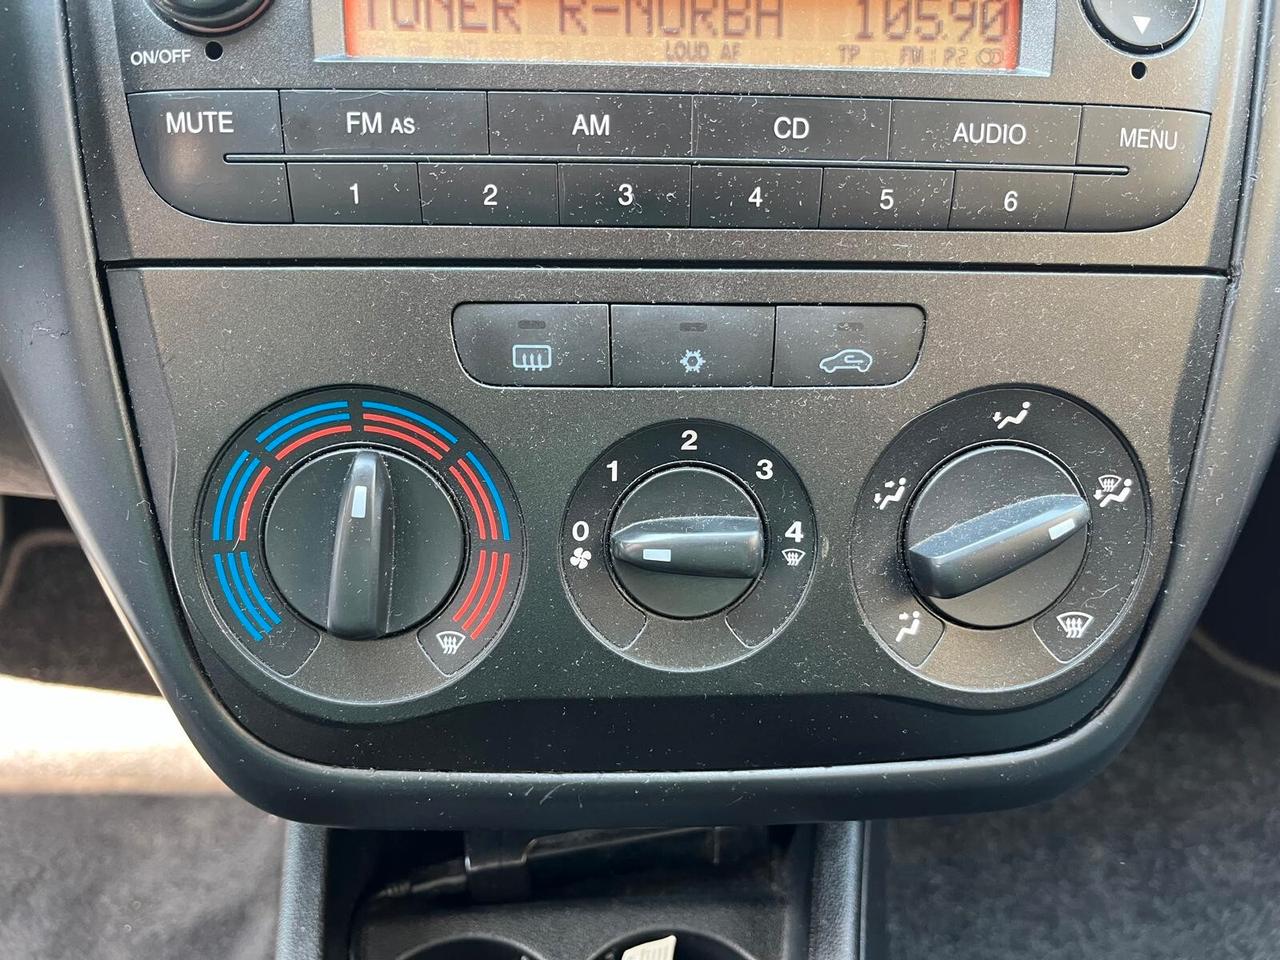 TUNER R-NORBA 105.90
LOUD AF TP FM1 P2
ON/OFF
MUTE FM AS AM CD AUDIO MENU
1 2 3 4 5 6
2
1 3
0 4